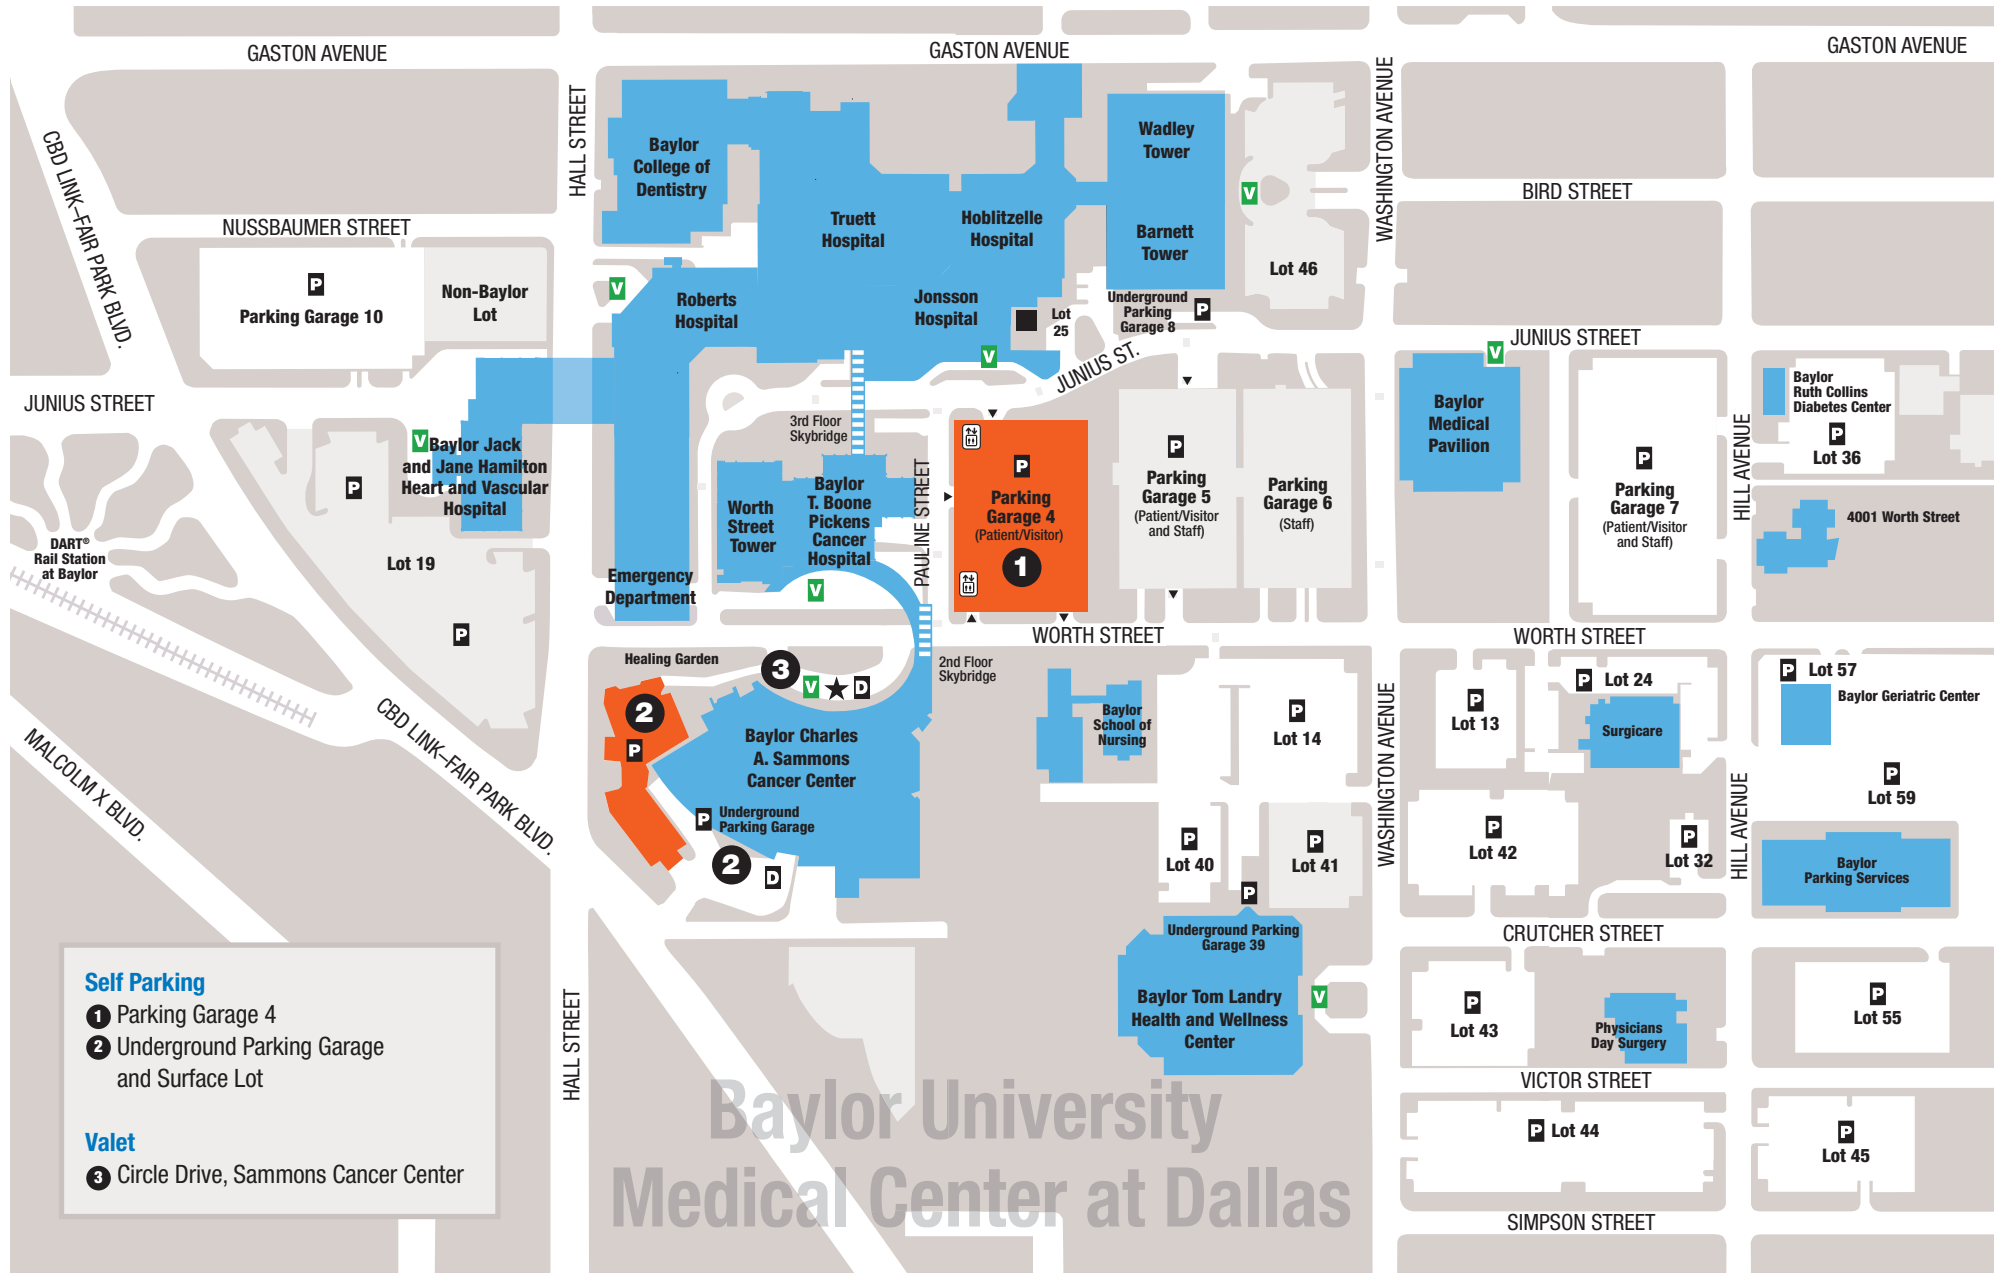 GASTON AVENUE
GASTON AVENUE
GASTON AVENUE
CBD LINK–FAIR PARK BLVD.
HALL STREET
WASHINGTON AVENUE
Baylor
College of
Dentistry
Wadley
Tower
V
BIRD STREET
NUSSBAUMER STREET
Truett
Hospital
Hoblitzelle
Hospital
Barnett
Tower
Lot 46
P
Parking Garage 10
Non-Baylor
Lot
V
Roberts
Hospital
Jonsson
Hospital
Lot
25
Underground
Parking
Garage 8
P
V
JUNIUS ST.
JUNIUS STREET
V
JUNIUS STREET
3rd Floor
Skybridge
V
Baylor Jack
and Jane Hamilton
Heart and Vascular
Hospital
P
Baylor
Medical
Pavilion
Baylor
Ruth Collins
Diabetes Center
P
Lot 36
HILL AVENUE
P
Parking
Garage 7
(Patient/Visitor
and Staff)
P
Parking
Garage 4
(Patient/Visitor)
1
P
Parking
Garage 5
(Patient/Visitor
and Staff)
Parking
Garage 6
(Staff)
PAULINE STREET
Worth
Street
Tower
Baylor
T. Boone
Pickens
Cancer
Hospital
V
4001 Worth Street
DART®
Rail Station
at Baylor
Lot 19
P
Emergency
Department
WORTH STREET
WORTH STREET
Healing Garden
3
V
D
2nd Floor
Skybridge
2
P
Baylor Charles
A. Sammons
Cancer Center
P
Underground
Parking Garage
2
D
Baylor
School of
Nursing
P
Lot 14
WASHINGTON AVENUE
P
Lot 13
P
Lot 24
Surgicare
P
Lot 57
Baylor Geriatric Center
P
Lot 59
HILL AVENUE
CBD LINK–FAIR PARK BLVD.
MALCOLM X BLVD.
P
Lot 40
P
Lot 41
P
Lot 42
P
Lot 32
Baylor
Parking Services
P
Underground Parking
Garage 39
Baylor Tom Landry
Health and Wellness
Center
V
CRUTCHER STREET
P
Lot 43
Physicians
Day Surgery
P
Lot 55
HALL STREET
VICTOR STREET
P
Lot 44
P
Lot 45
SIMPSON STREET
Self Parking
1 Parking Garage 4
2 Underground Parking Garage
and Surface Lot
Valet
3 Circle Drive, Sammons Cancer Center
Baylor University
Medical Center at Dallas